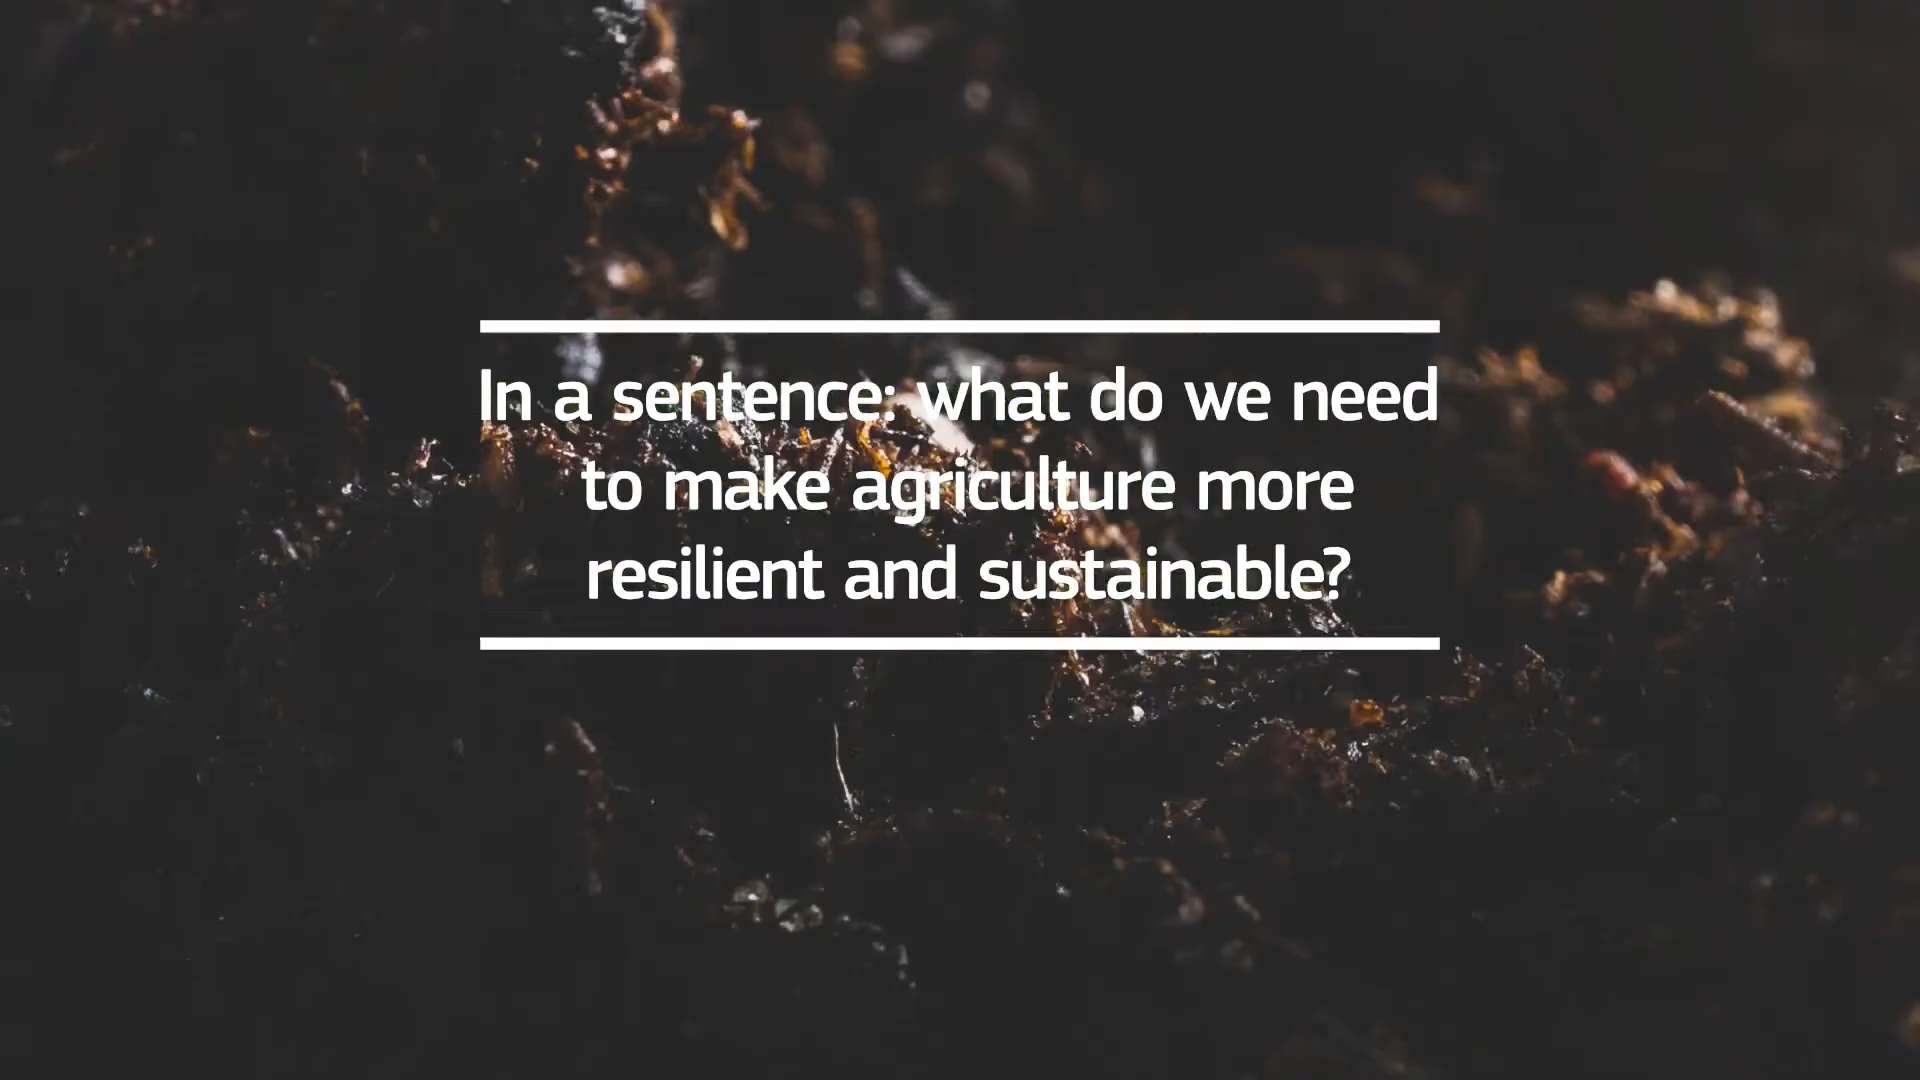 In a sentence: what do we need
to make agriculture more
resilient and sustainable?